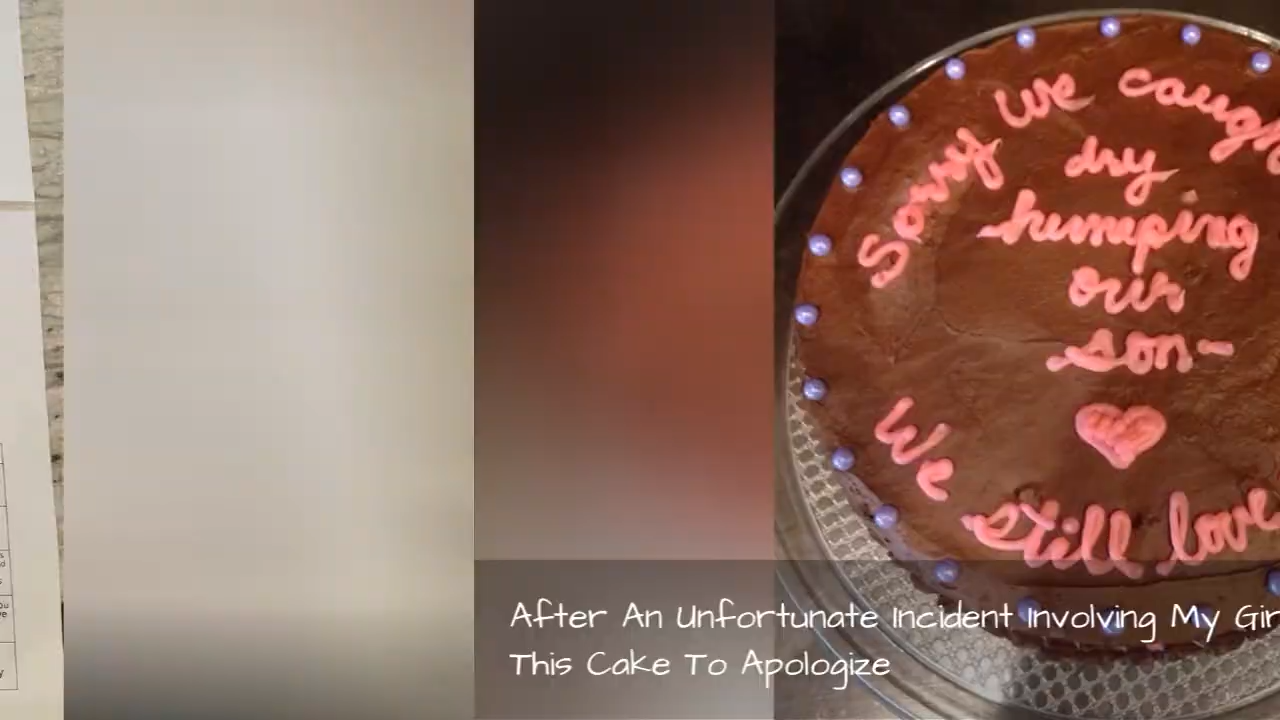 Sorry we caugh
dry
humping
our
son-
We still love
After An Unfortunate Incident Involving My Gir
This Cake To Apologize